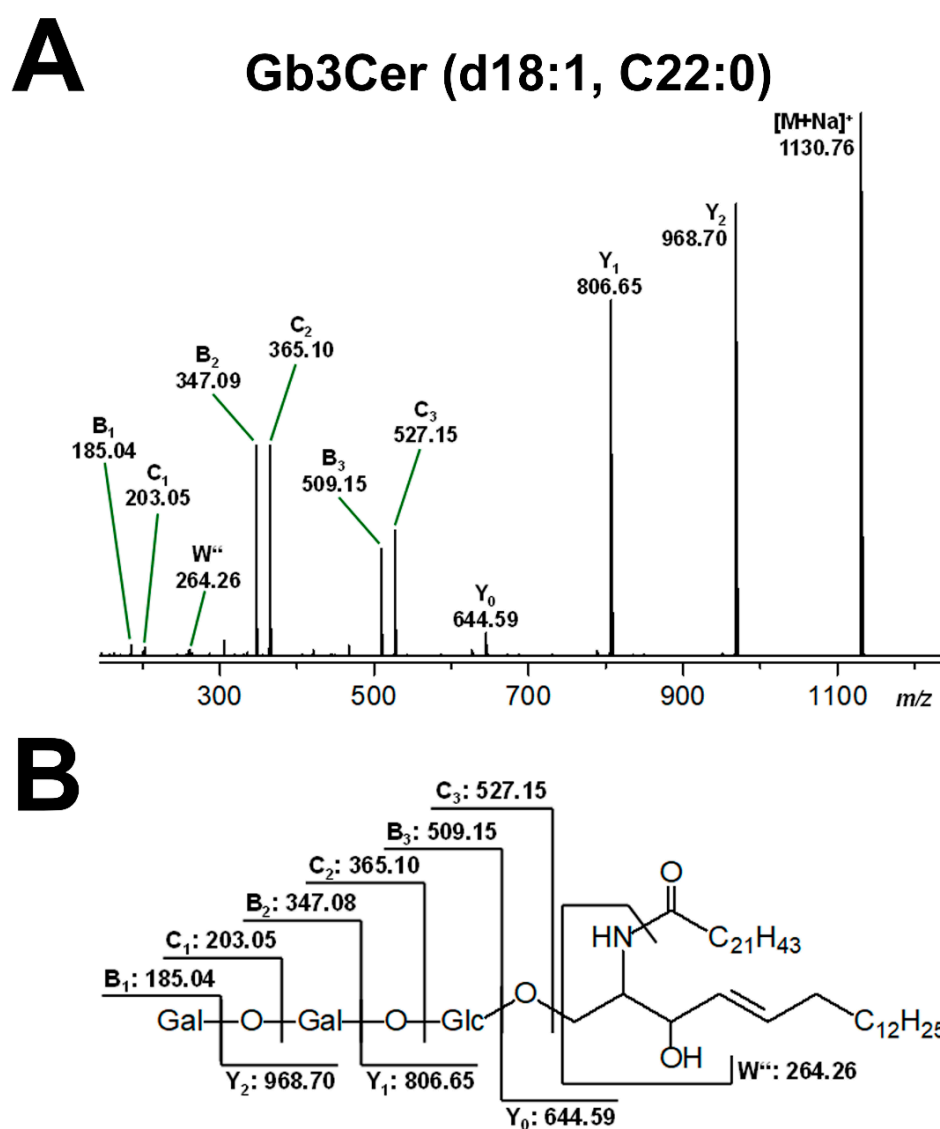 A
Gb3Cer (d18:1, C22:0)
[M+Na]+
1130.76
Y2
968.70
Y1
806.65
C2
365.10
B2
347.09
C3
527.15
B1
185.04
B3
509.15
C1
203.05
W“
264.26
Y0
644.59
300 500 700 900 1100 m/z
B
C3: 527.15
B3: 509.15
C2: 365.10
B2: 347.08
C1: 203.05
B1: 185.04
O
HN C21H43
Gal O Gal O Glc O C12H25
OH
Y2: 968.70 Y1: 806.65 W“: 264.26
Y0: 644.59